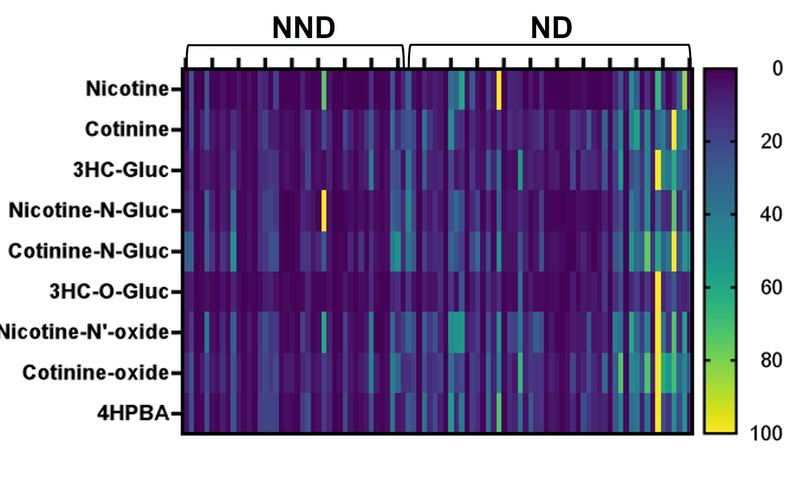 NND ND
Nicotine
Cotinine
3HC-Gluc
Nicotine-N-Gluc
Cotinine-N-Gluc
3HC-O-Gluc
Nicotine-N'-oxide
Cotinine-oxide
4HPBA
0
20
40
60
80
100